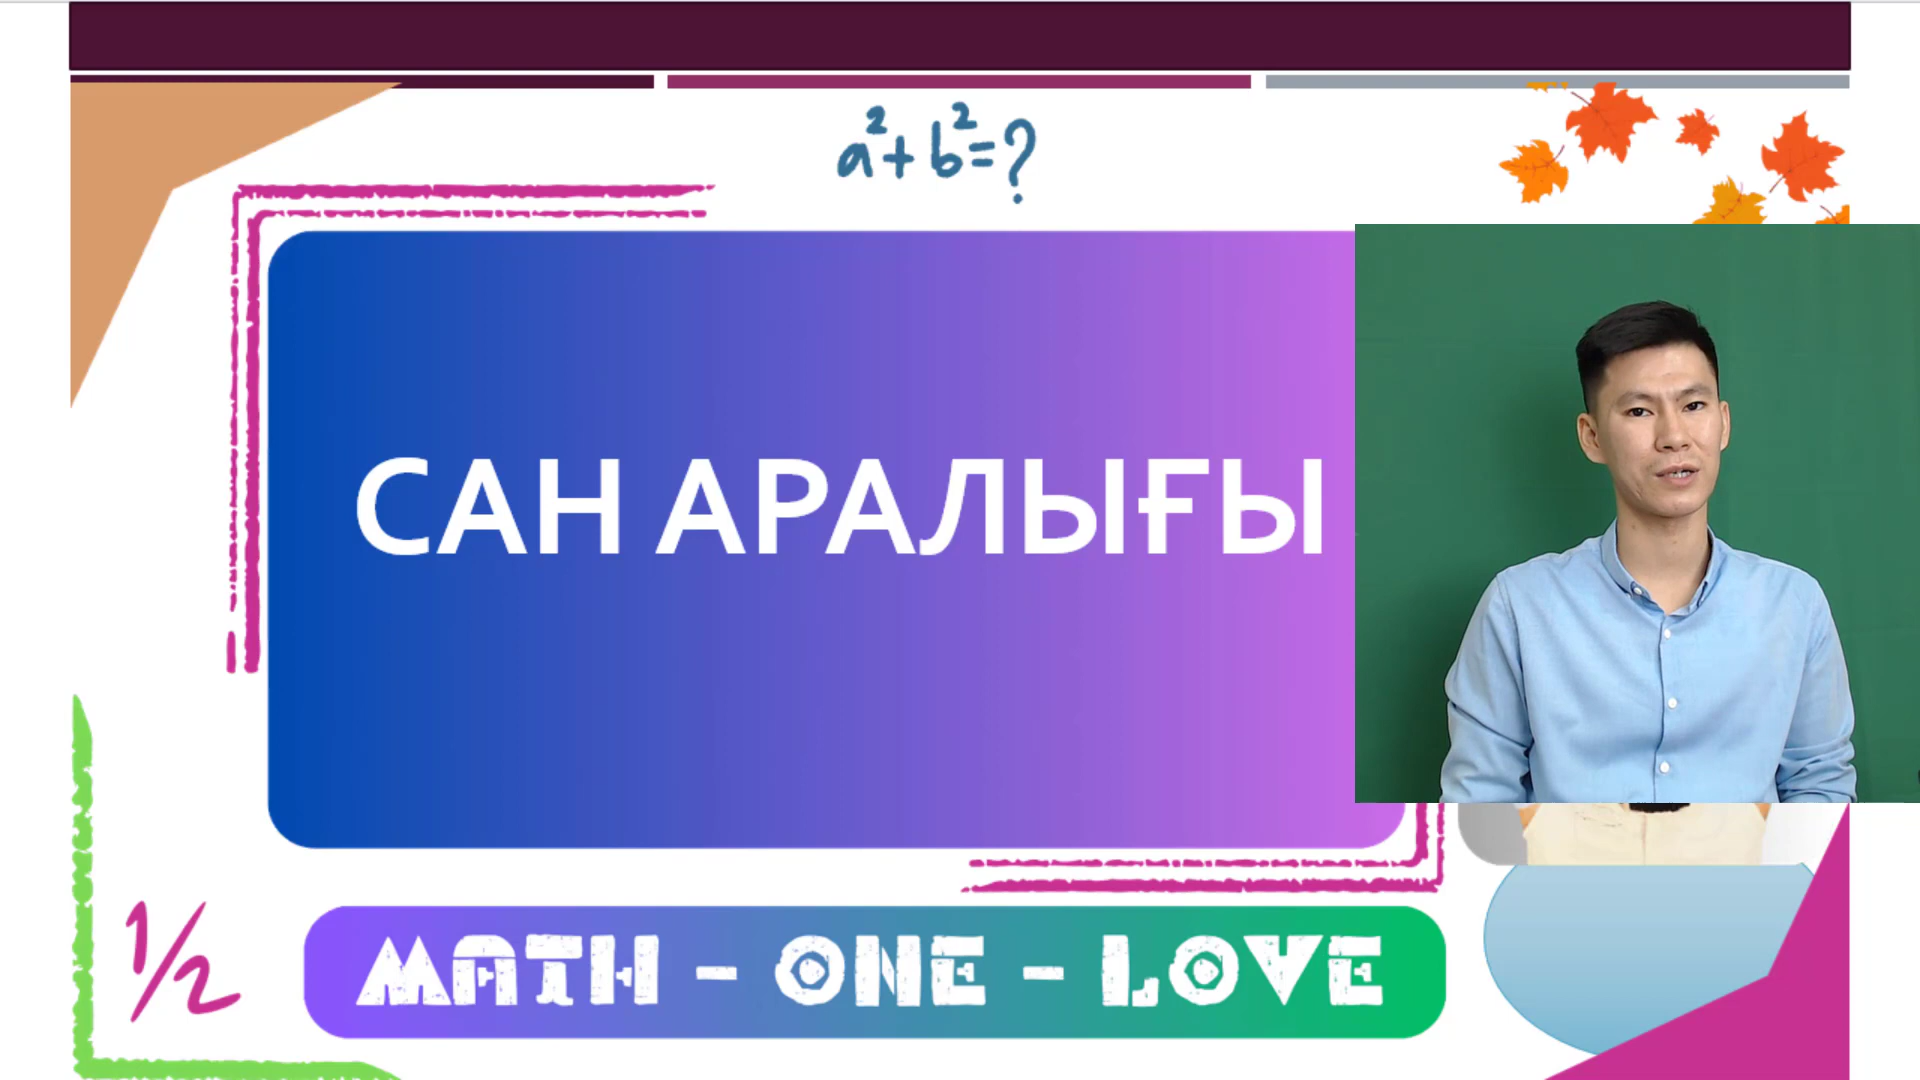 a²+b²=?
САН АРАЛЫҒЫ
1/2
MATH - ONE - LOVE